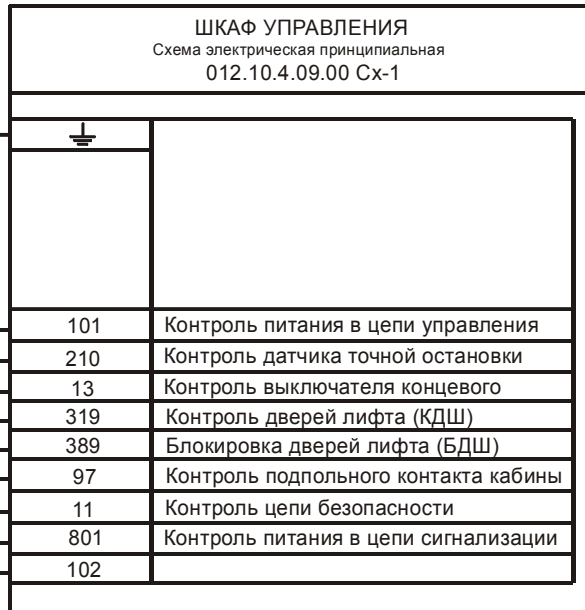 ШКАФ УПРАВЛЕНИЯ
Схема электрическая принципиальная
012.10.4.09.00 Сх-1
101 Контроль питания в цепи управления
210 Контроль датчика точной остановки
13 Контроль выключателя концевого
319 Контроль дверей лифта (КДШ)
389 Блокировка дверей лифта (БДШ)
97 Контроль подпольного контакта кабины
11 Контроль цепи безопасности
801 Контроль питания в цепи сигнализации
102